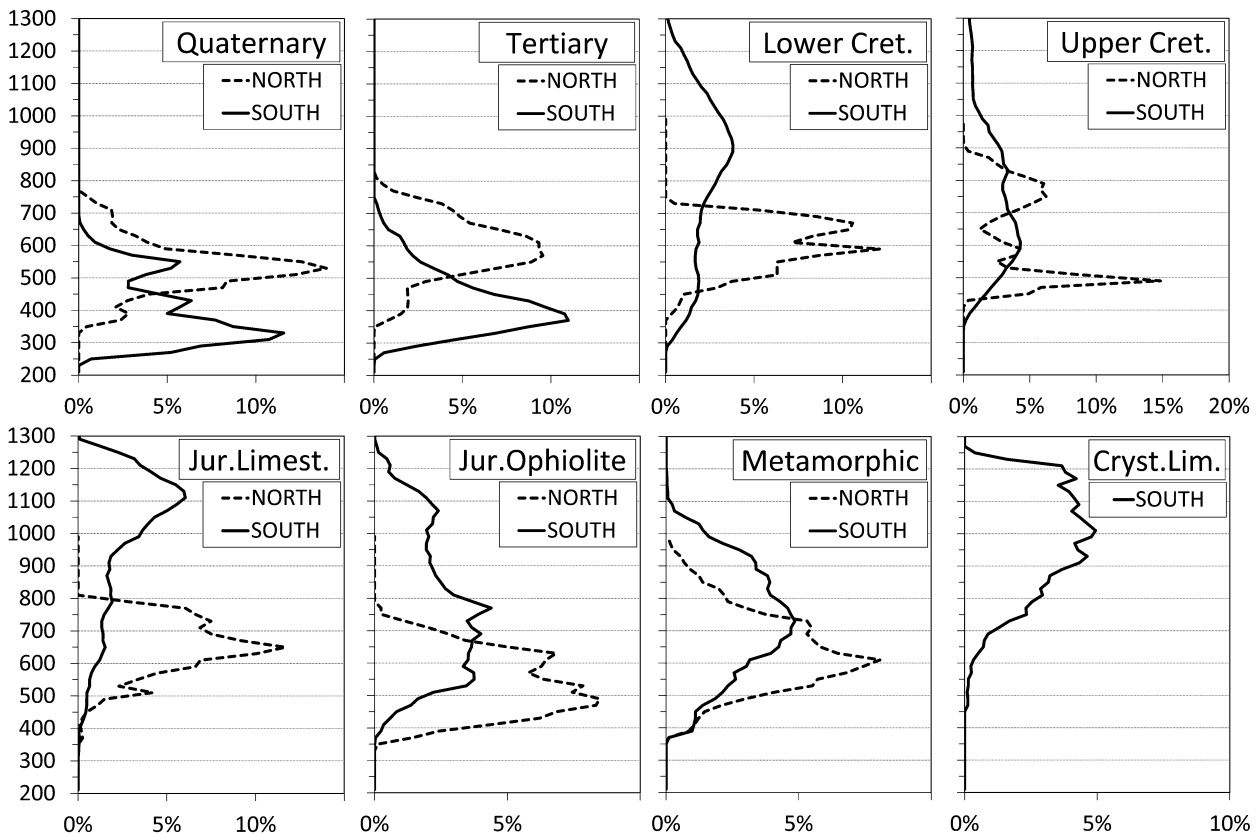 1300
1200
1100
1000
900
800
700
600
500
400
300
200
Quaternary
NORTH
SOUTH
0% 5% 10%
Tertiary
NORTH
SOUTH
0% 5% 10%
Lower Cret.
NORTH
SOUTH
0% 5% 10%
Upper Cret.
NORTH
SOUTH
0% 5% 10% 15% 20%
1300
1200
1100
1000
900
800
700
600
500
400
300
200
Jur.Limest.
NORTH
SOUTH
0% 5% 10%
Jur.Ophiolite
NORTH
SOUTH
0% 5%
Metamorphic
NORTH
SOUTH
0% 5%
Cryst.Lim.
SOUTH
0% 5% 10%